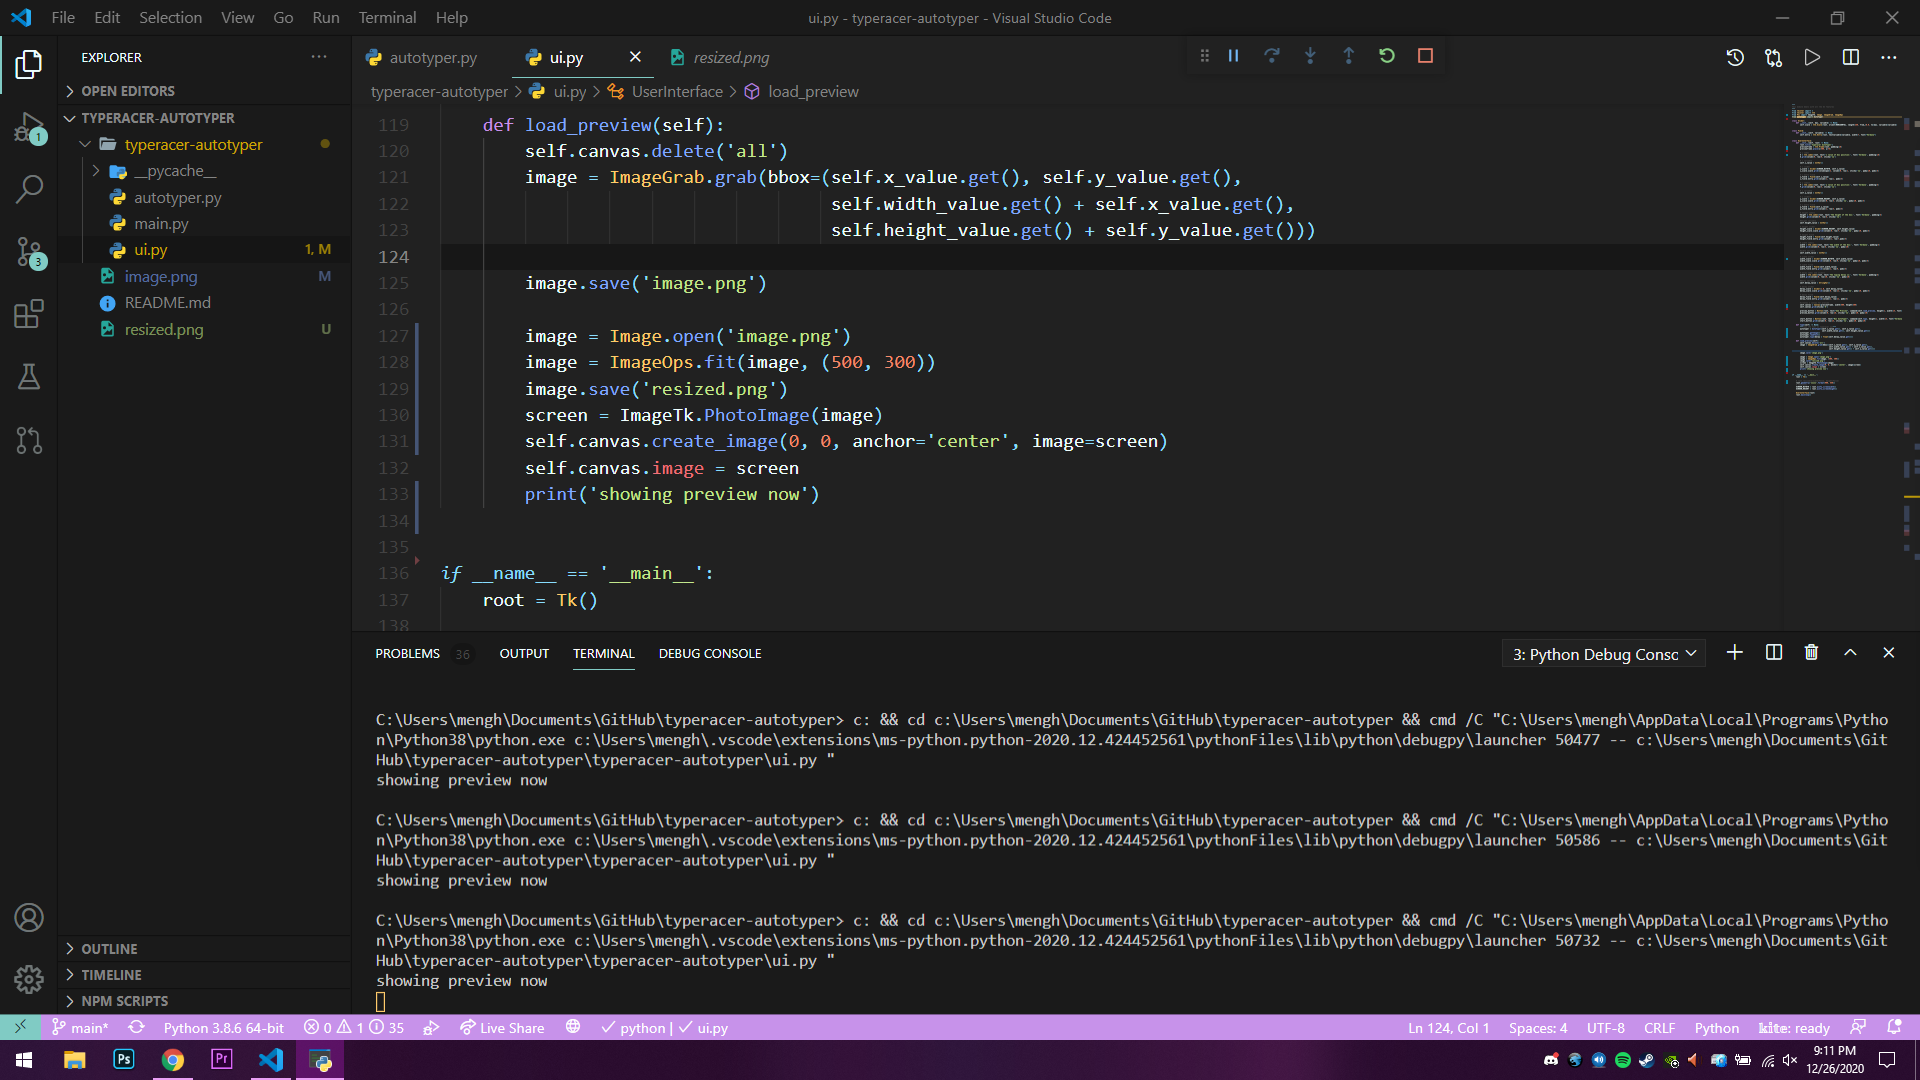 File Edit Selection View Go Run Terminal Help
ui.py - typeracer-autotyper - Visual Studio Code
EXPLORER
OPEN EDITORS
TYPERACER-AUTOTYPER
typeracer-autotyper
__pycache__
autotyper.py
main.py
ui.py 1, M
image.png M
README.md
resized.png U
OUTLINE
TIMELINE
NPM SCRIPTS
1
3
autotyper.py ui.py resized.png
typeracer-autotyper > ui.py > UserInterface > load_preview
119 def load_preview(self):
120 self.canvas.delete('all')
121 image = ImageGrab.grab(bbox=(self.x_value.get(), self.y_value.get(),
122 self.width_value.get() + self.x_value.get(),
123 self.height_value.get() + self.y_value.get()))
124
125 image.save('image.png')
126
127 image = Image.open('image.png')
128 image = ImageOps.fit(image, (500, 300))
129 image.save('resized.png')
130 screen = ImageTk.PhotoImage(image)
131 self.canvas.create_image(0, 0, anchor='center', image=screen)
132 self.canvas.image = screen
133 print('showing preview now')
134
135
136 if __name__ == '__main__':
137 root = Tk()
138
PROBLEMS 36 OUTPUT TERMINAL DEBUG CONSOLE
3: Python Debug Consc
C:\Users\mengh\Documents\GitHub\typeracer-autotyper> c: && cd c:\Users\mengh\Documents\GitHub\typeracer-autotyper && cmd /C "C:\Users\mengh\AppData\Local\Programs\Pytho
n\Python38\python.exe c:\Users\mengh\.vscode\extensions\ms-python.python-2020.12.424452561\pythonFiles\lib\python\debugpy\launcher 50477 -- c:\Users\mengh\Documents\Git
Hub\typeracer-autotyper\typeracer-autotyper\ui.py "
showing preview now
C:\Users\mengh\Documents\GitHub\typeracer-autotyper> c: && cd c:\Users\mengh\Documents\GitHub\typeracer-autotyper && cmd /C "C:\Users\mengh\AppData\Local\Programs\Pytho
n\Python38\python.exe c:\Users\mengh\.vscode\extensions\ms-python.python-2020.12.424452561\pythonFiles\lib\python\debugpy\launcher 50586 -- c:\Users\mengh\Documents\Git
Hub\typeracer-autotyper\typeracer-autotyper\ui.py "
showing preview now
C:\Users\mengh\Documents\GitHub\typeracer-autotyper> c: && cd c:\Users\mengh\Documents\GitHub\typeracer-autotyper && cmd /C "C:\Users\mengh\AppData\Local\Programs\Pytho
n\Python38\python.exe c:\Users\mengh\.vscode\extensions\ms-python.python-2020.12.424452561\pythonFiles\lib\python\debugpy\launcher 50732 -- c:\Users\mengh\Documents\Git
Hub\typeracer-autotyper\typeracer-autotyper\ui.py "
showing preview now
main* Python 3.8.6 64-bit 0 1 35 Live Share python | ui.py Ln 124, Col 1 Spaces: 4 UTF-8 CRLF Python kite: ready
Ps Pr
9:11 PM
12/26/2020